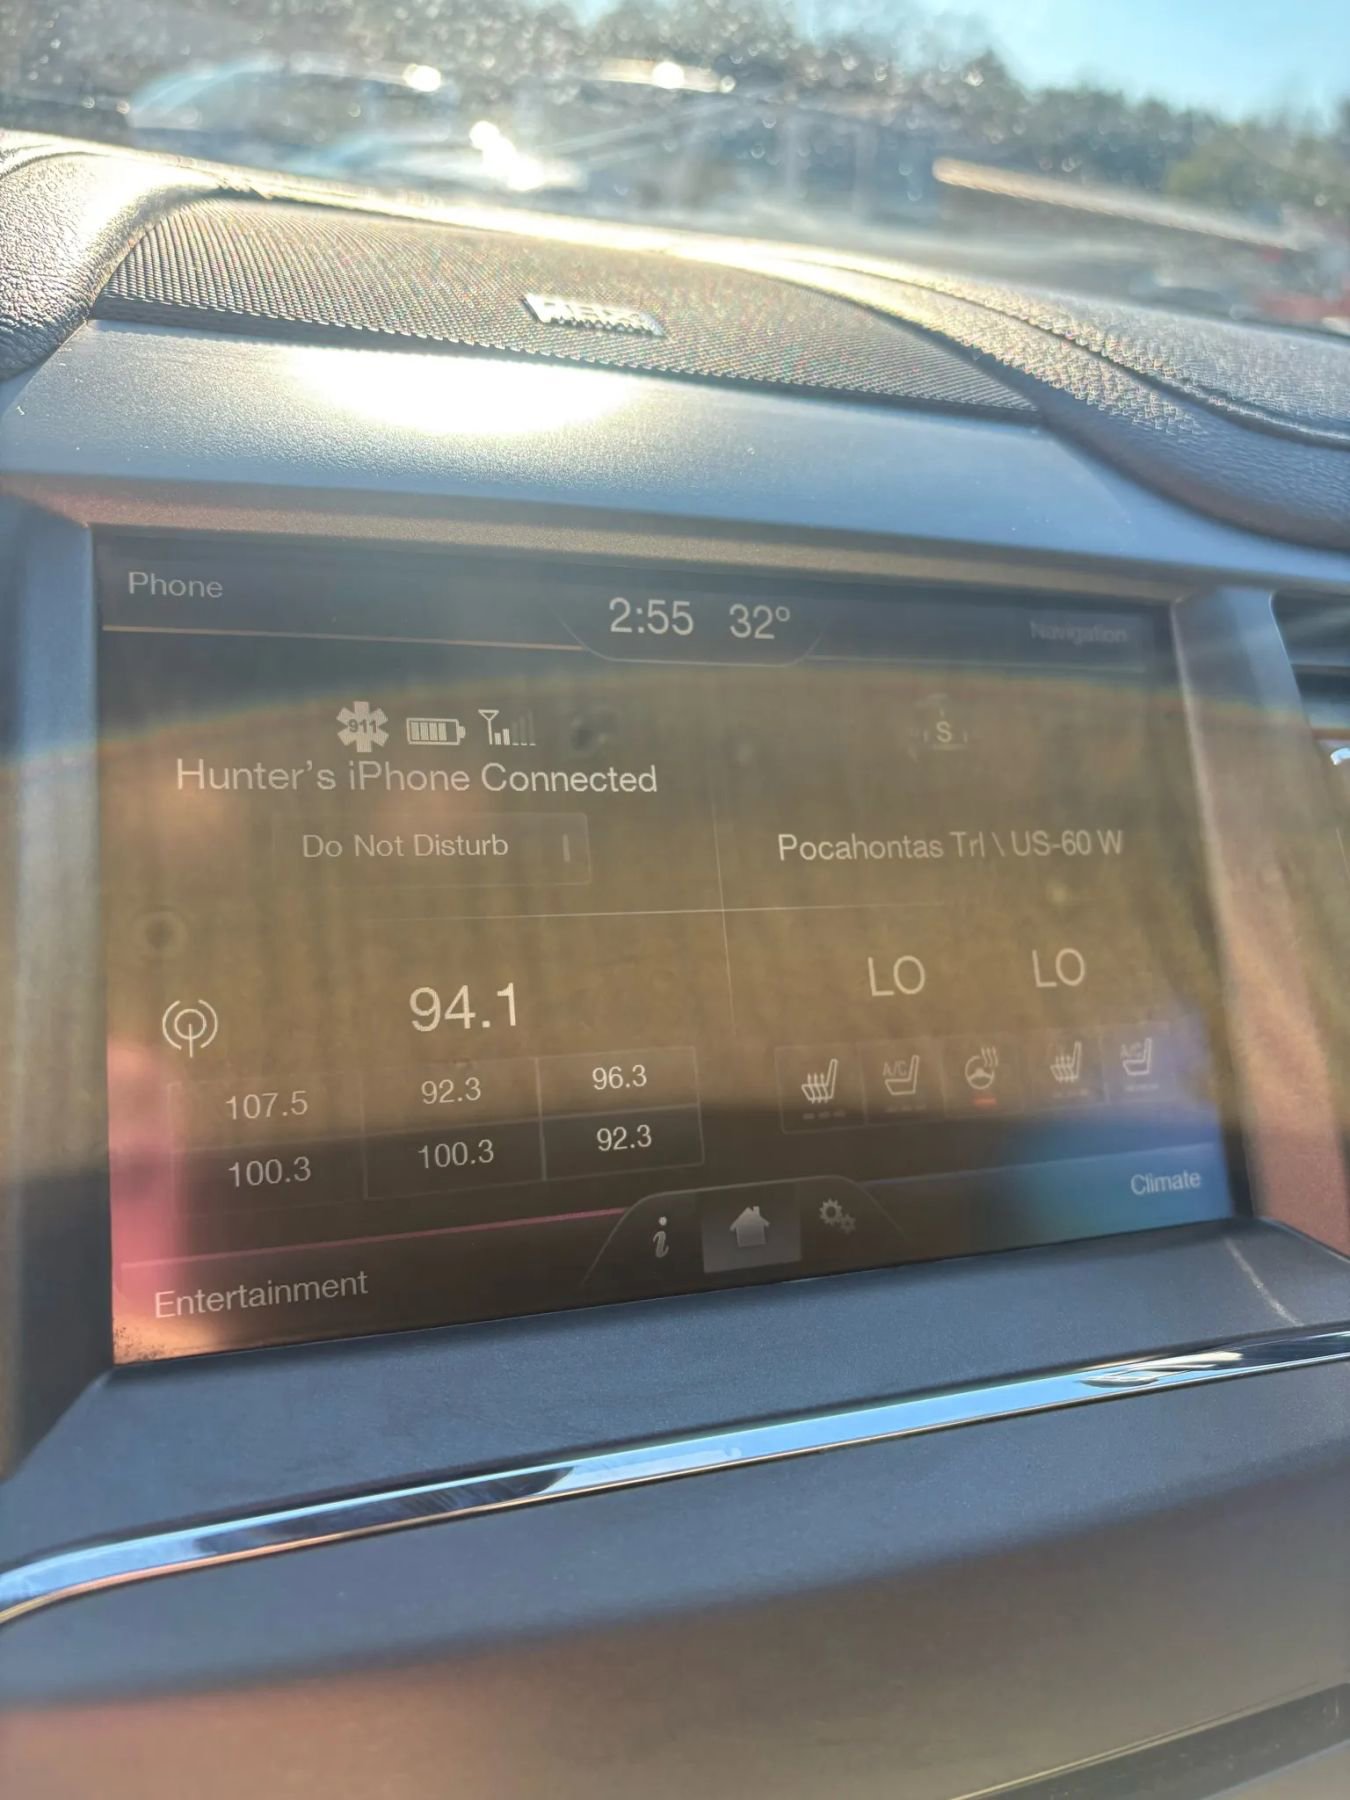 Phone
2:55 32°
Navigation
911
S
Hunter's iPhone Connected
Do Not Disturb
Pocahontas Trl \ US-60 W
LO LO
94.1
107.5 92.3 96.3
A/C A/C
100.3 100.3 92.3
Climate
i
Entertainment